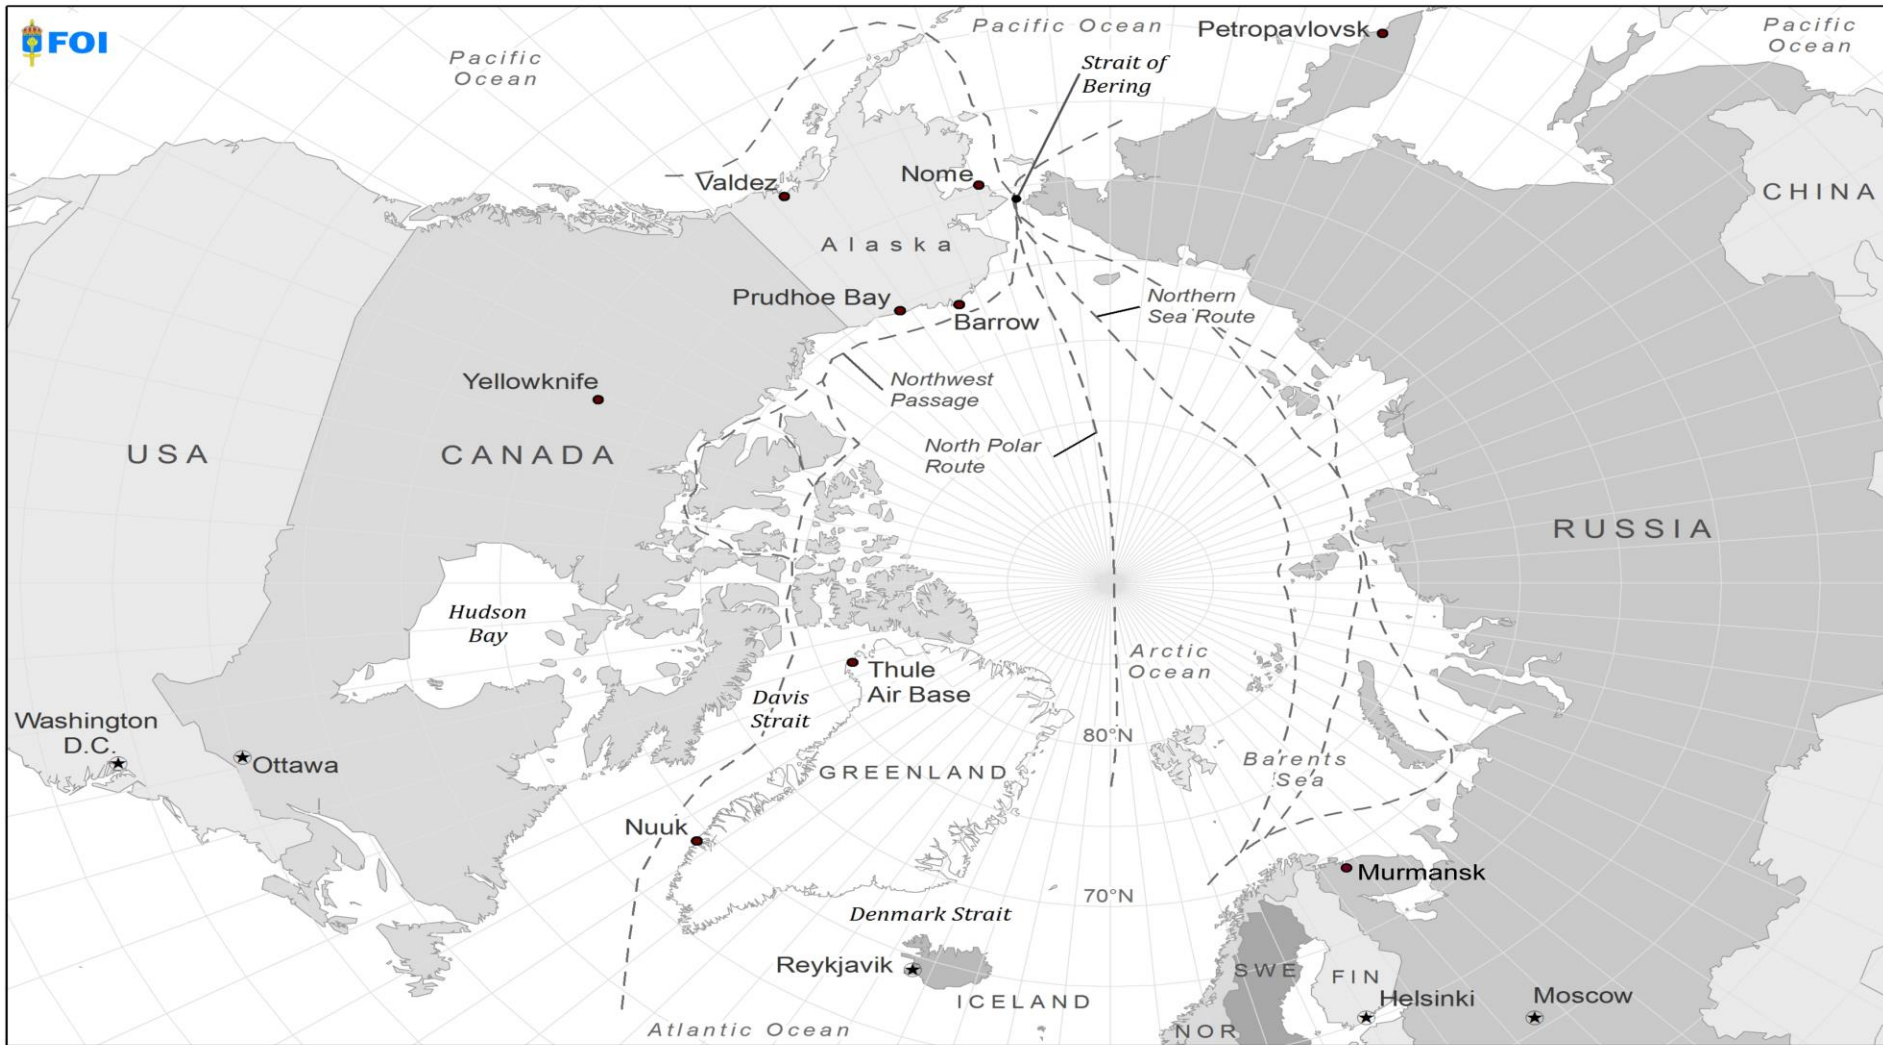 FOI
Pacific
Ocean
Pacific Ocean
Petropavlovsk
Pacific
Ocean
Strait of
Bering
Valdez
Nome
CHINA
Alaska
Prudhoe Bay
Barrow
Northern
Sea Route
Yellowknife
Northwest
Passage
USA
CANADA
North Polar
Route
RUSSIA
Hudson
Bay
Thule
Air Base
Arctic
Ocean
Davis
Strait
Washington
D.C.
Ottawa
80°N
GREENLAND
Barents
Sea
Nuuk
Murmansk
70°N
Denmark Strait
Reykjavik
ICELAND
SWE
FIN
Helsinki
Moscow
NOR
Atlantic Ocean